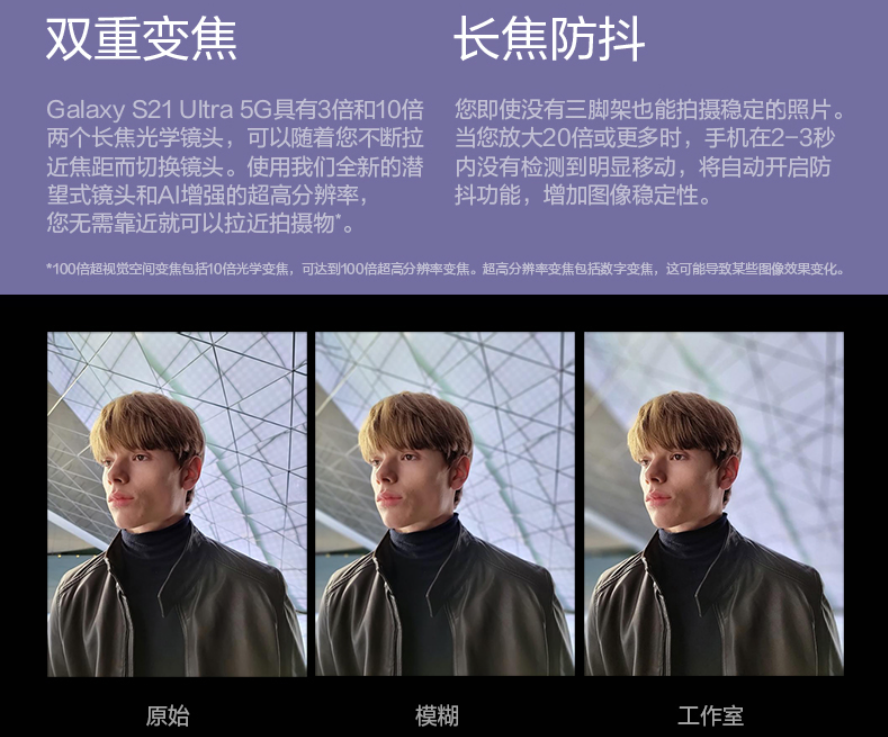 双重变焦
Galaxy S21 Ultra 5G具有3倍和10倍
两个长焦光学镜头，可以随着您不断拉
近焦距而切换镜头。使用我们全新的潜
望式镜头和AI增强的超高分辨率，
您无需靠近就可以拉近拍摄物*。
长焦防抖
您即使没有三脚架也能拍摄稳定的照片。
当您放大20倍或更多时，手机在2-3秒
内没有检测到明显移动，将自动开启防
抖功能，增加图像稳定性。
*100倍超视觉空间变焦包括10倍光学变焦，可达到100倍超高分辨率变焦。超高分辨率变焦包括数字变焦，这可能导致某些图像效果变化。
原始
模糊
工作室